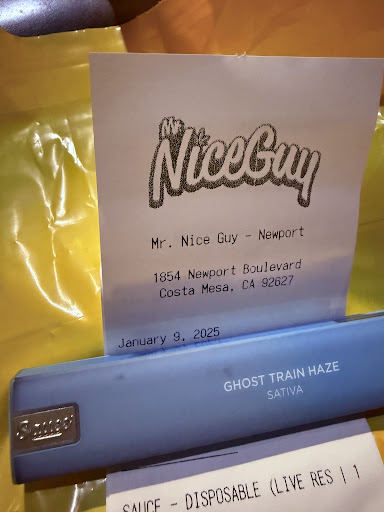 Mr.
NiceGuy
Mr. Nice Guy - Newport
1854 Newport Boulevard
Costa Mesa, CA 92627
January 9, 2025
GHOST TRAIN HAZE
SATIVA
Sauce
SAUCE - DISPOSABLE (LIVE RES | 1